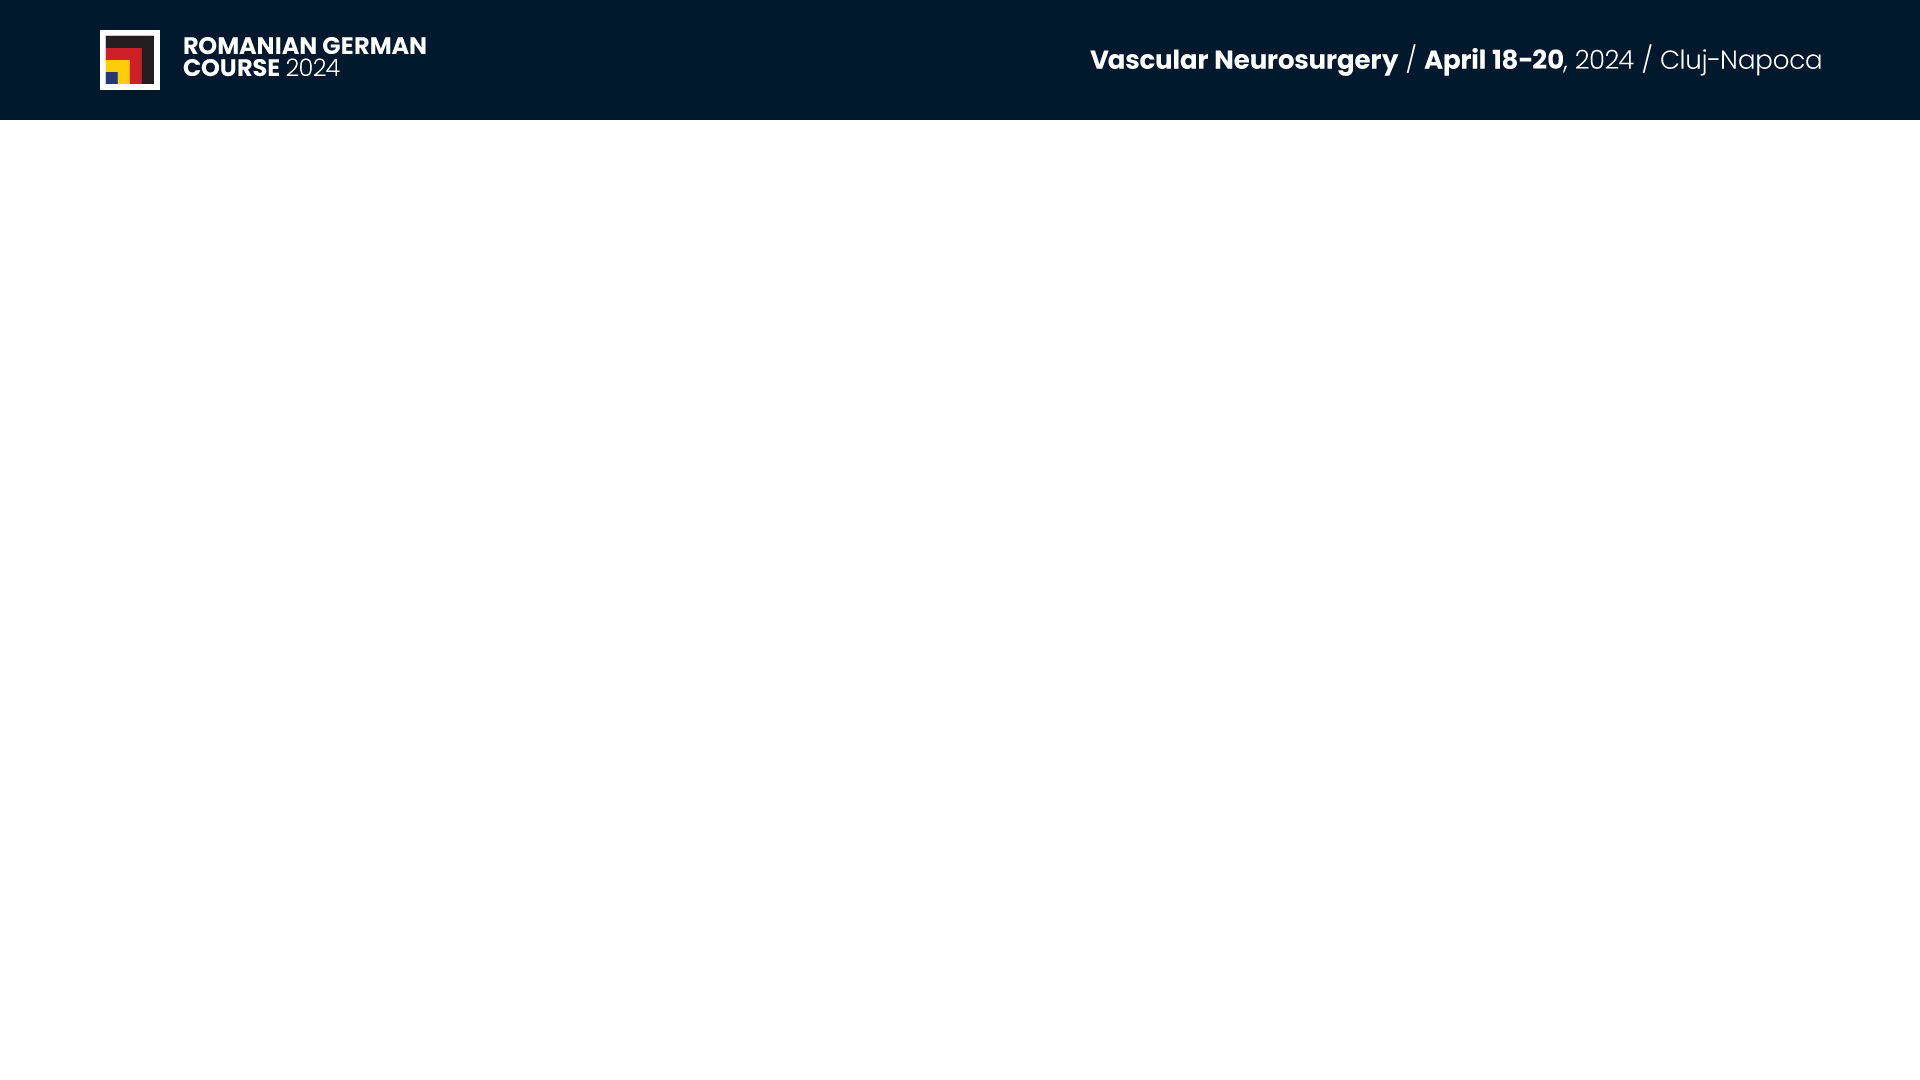 ROMANIAN GERMAN
COURSE 2024
Vascular Neurosurgery / April 18-20, 2024 / Cluj-Napoca